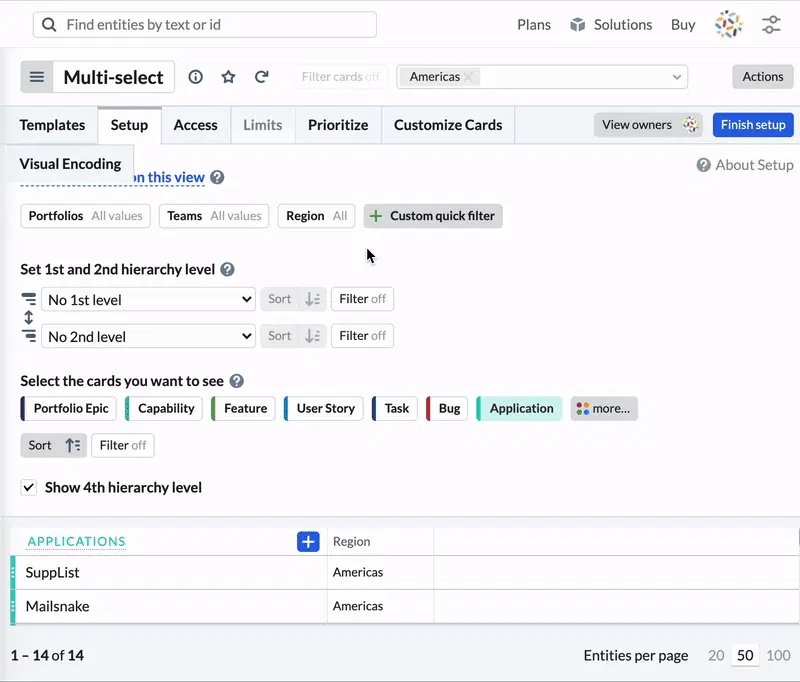 Find entities by text or id
Plans Solutions Buy
Multi-select Filter cards off Americas Actions
Templates Setup Access Limits Prioritize Customize Cards View owners Finish setup
Visual Encoding
on this view About Setup
Portfolios All values Teams All values Region All Custom quick filter
Set 1st and 2nd hierarchy level
No 1st level Sort Filter off
No 2nd level Sort Filter off
Select the cards you want to see
Portfolio Epic Capability Feature User Story Task Bug Application more...
Sort Filter off
Show 4th hierarchy level
APPLICATIONS Region
SuppList Americas
Mailsnake Americas
1 – 14 of 14 Entities per page 20 50 100